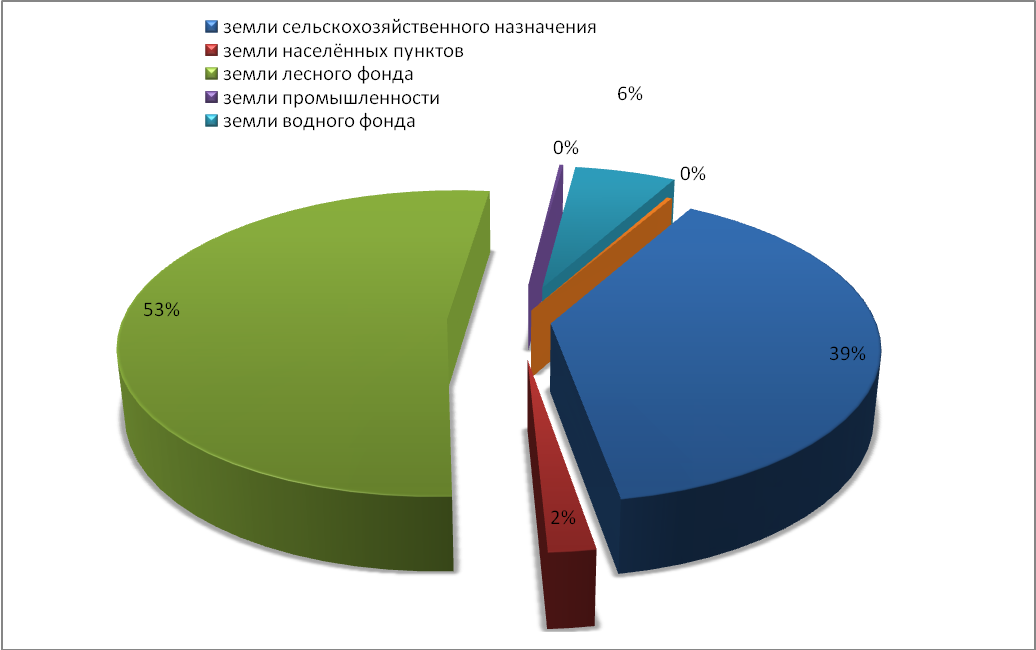 земли сельскохозяйственного назначения
земли населённых пунктов
земли лесного фонда
земли промышленности
земли водного фонда
6%
0%
0%
53%
39%
2%